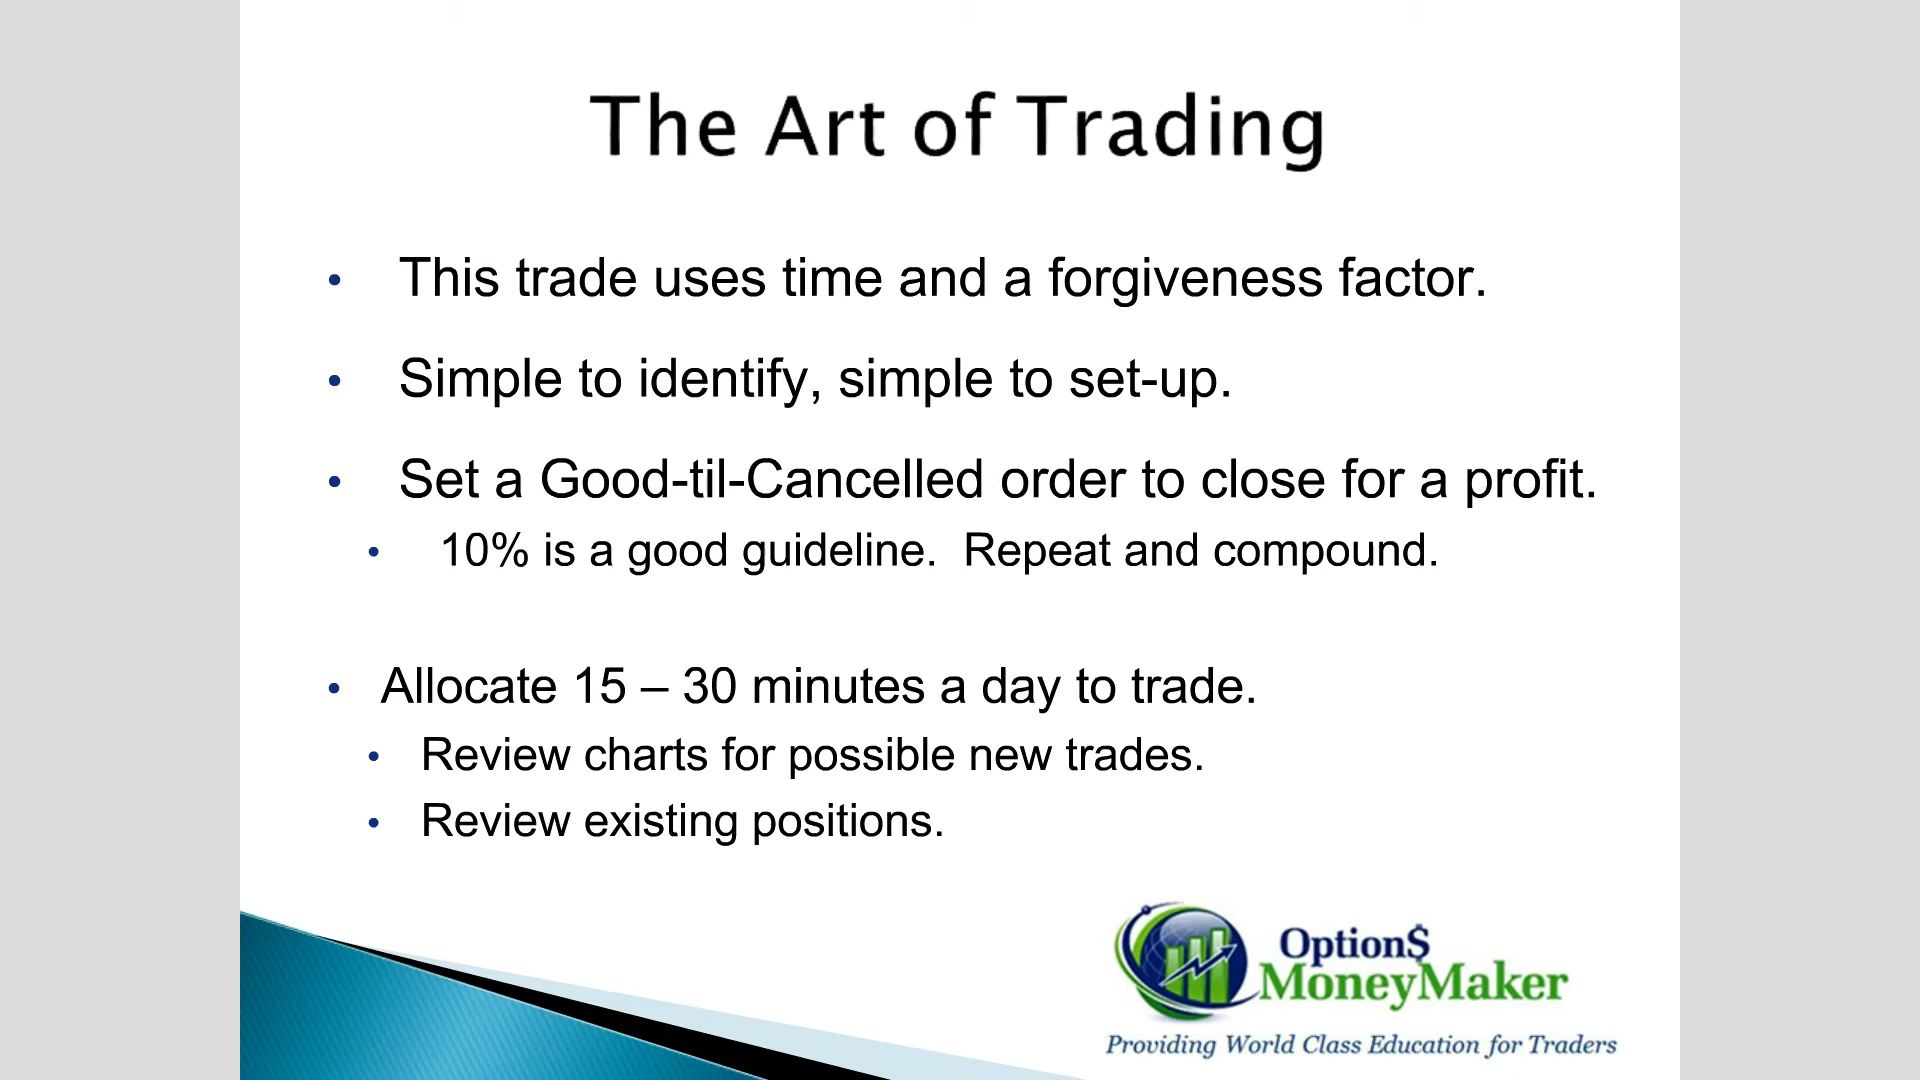 The Art of Trading
• This trade uses time and a forgiveness factor.
• Simple to identify, simple to set-up.
• Set a Good-til-Cancelled order to close for a profit.
• 10% is a good guideline.  Repeat and compound.
• Allocate 15 – 30 minutes a day to trade.
• Review charts for possible new trades.
• Review existing positions.
Option$
MoneyMaker
Providing World Class Education for Traders